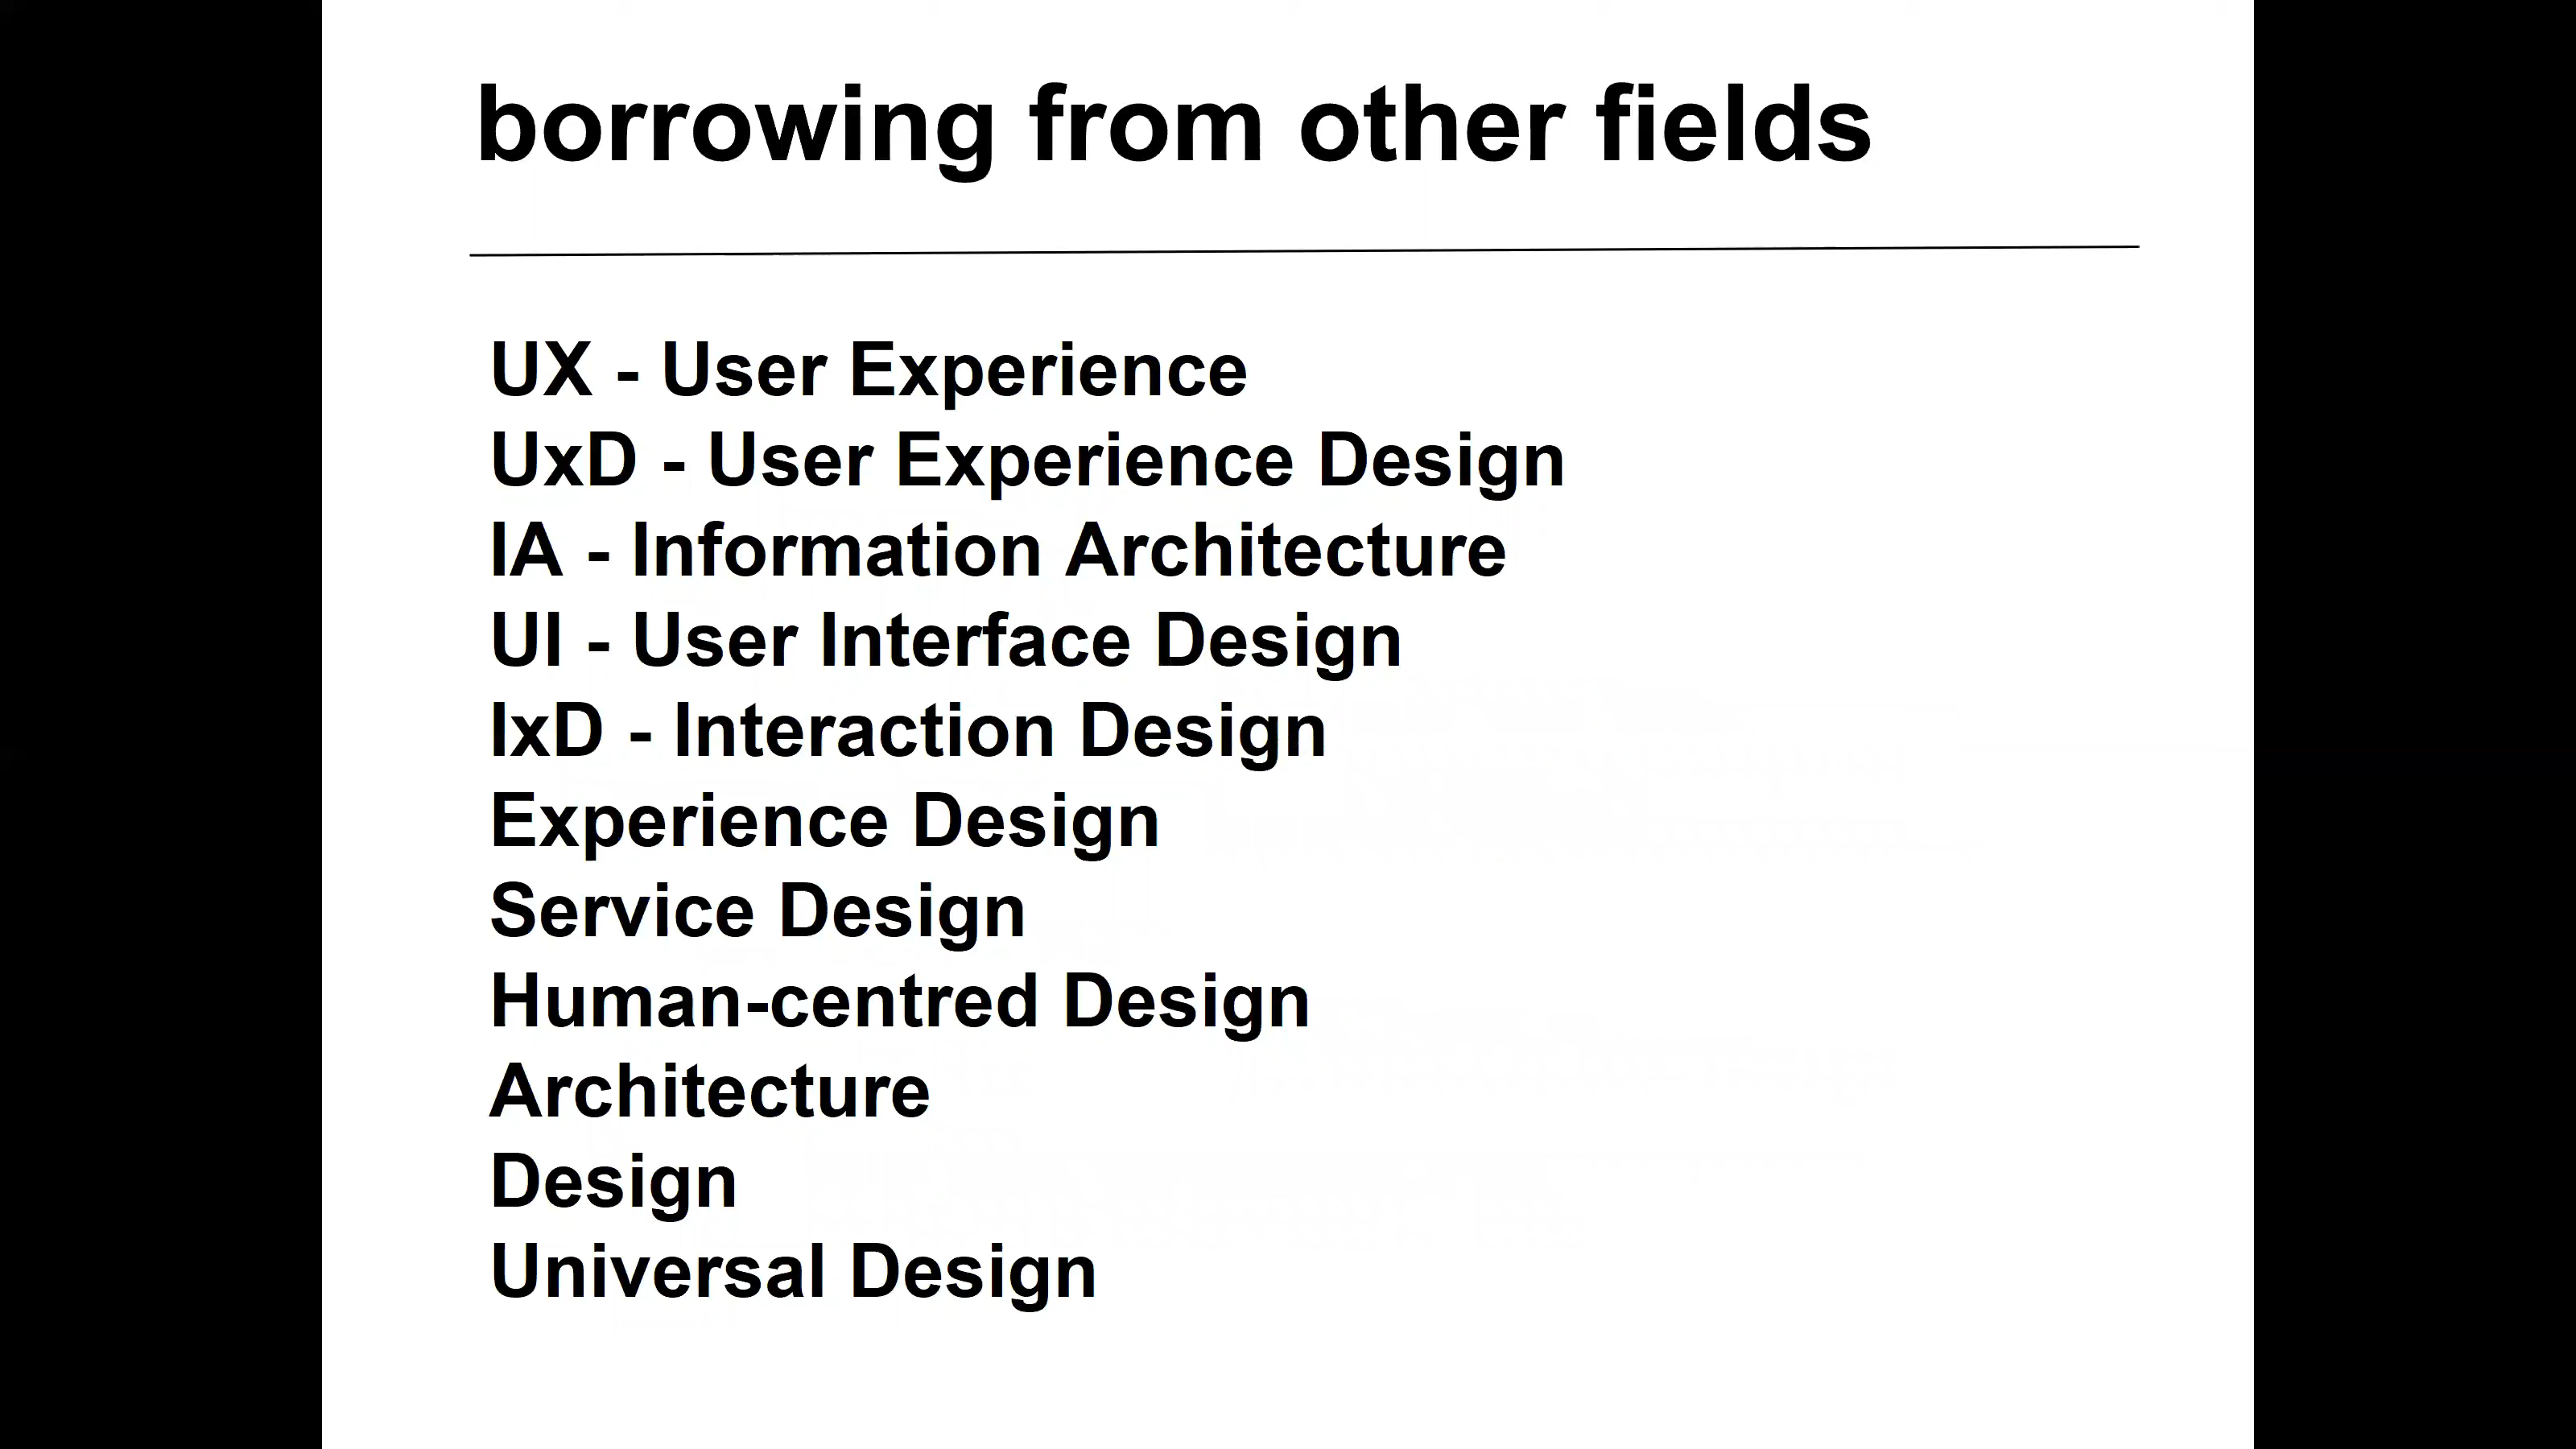 borrowing from other fields
UX - User Experience
UxD - User Experience Design
IA - Information Architecture
UI - User Interface Design
IxD - Interaction Design
Experience Design
Service Design
Human-centred Design
Architecture
Design
Universal Design